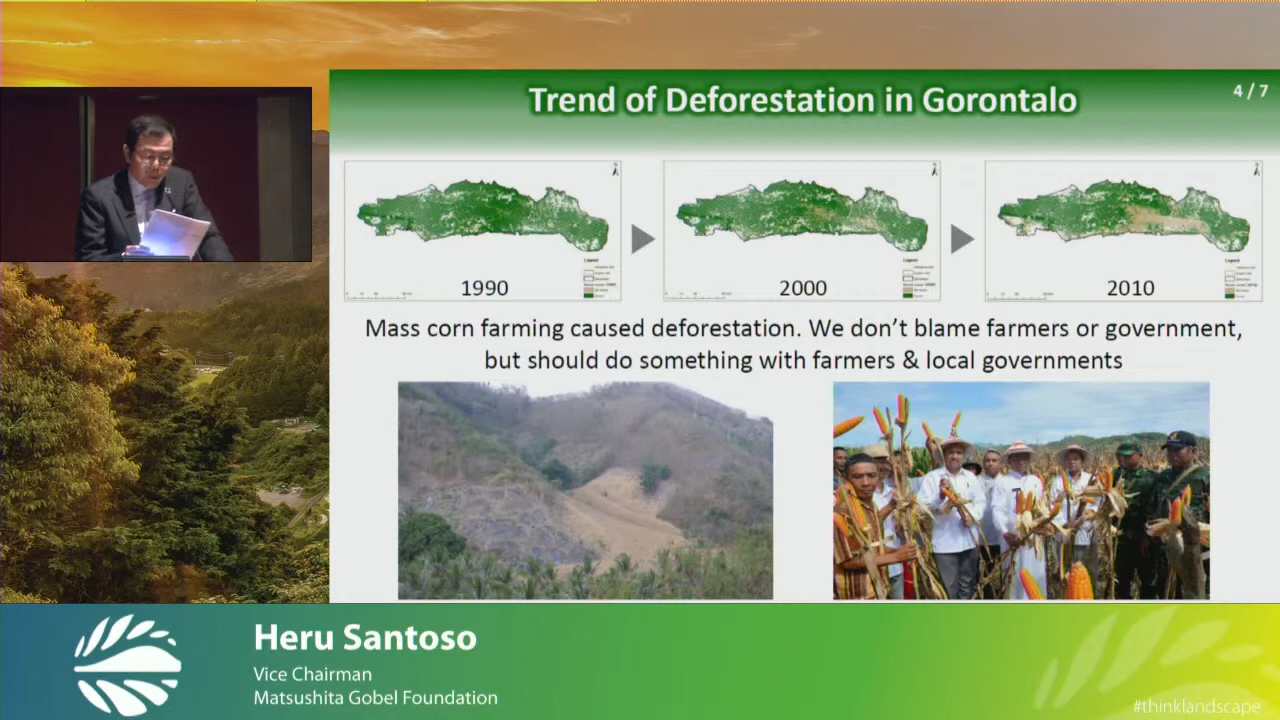 Trend of Deforestation in Gorontalo
4 / 7
1990
2000
2010
Mass corn farming caused deforestation. We don't blame farmers or government,
but should do something with farmers & local governments
Heru Santoso
Vice Chairman
Matsushita Gobel Foundation
#thinklandscape